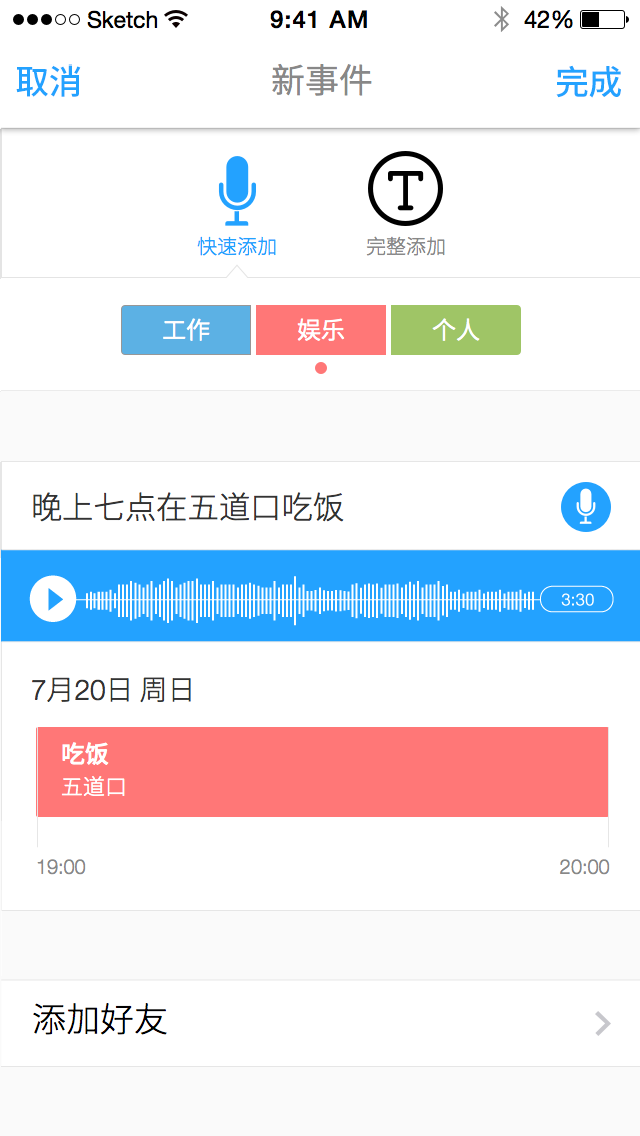 Sketch 9:41 AM 42%
取消 新事件 完成
T
快速添加 完整添加
工作 娱乐 个人
晚上七点在五道口吃饭
3:30
7月20日 周日
吃饭
五道口
19:00 20:00
添加好友